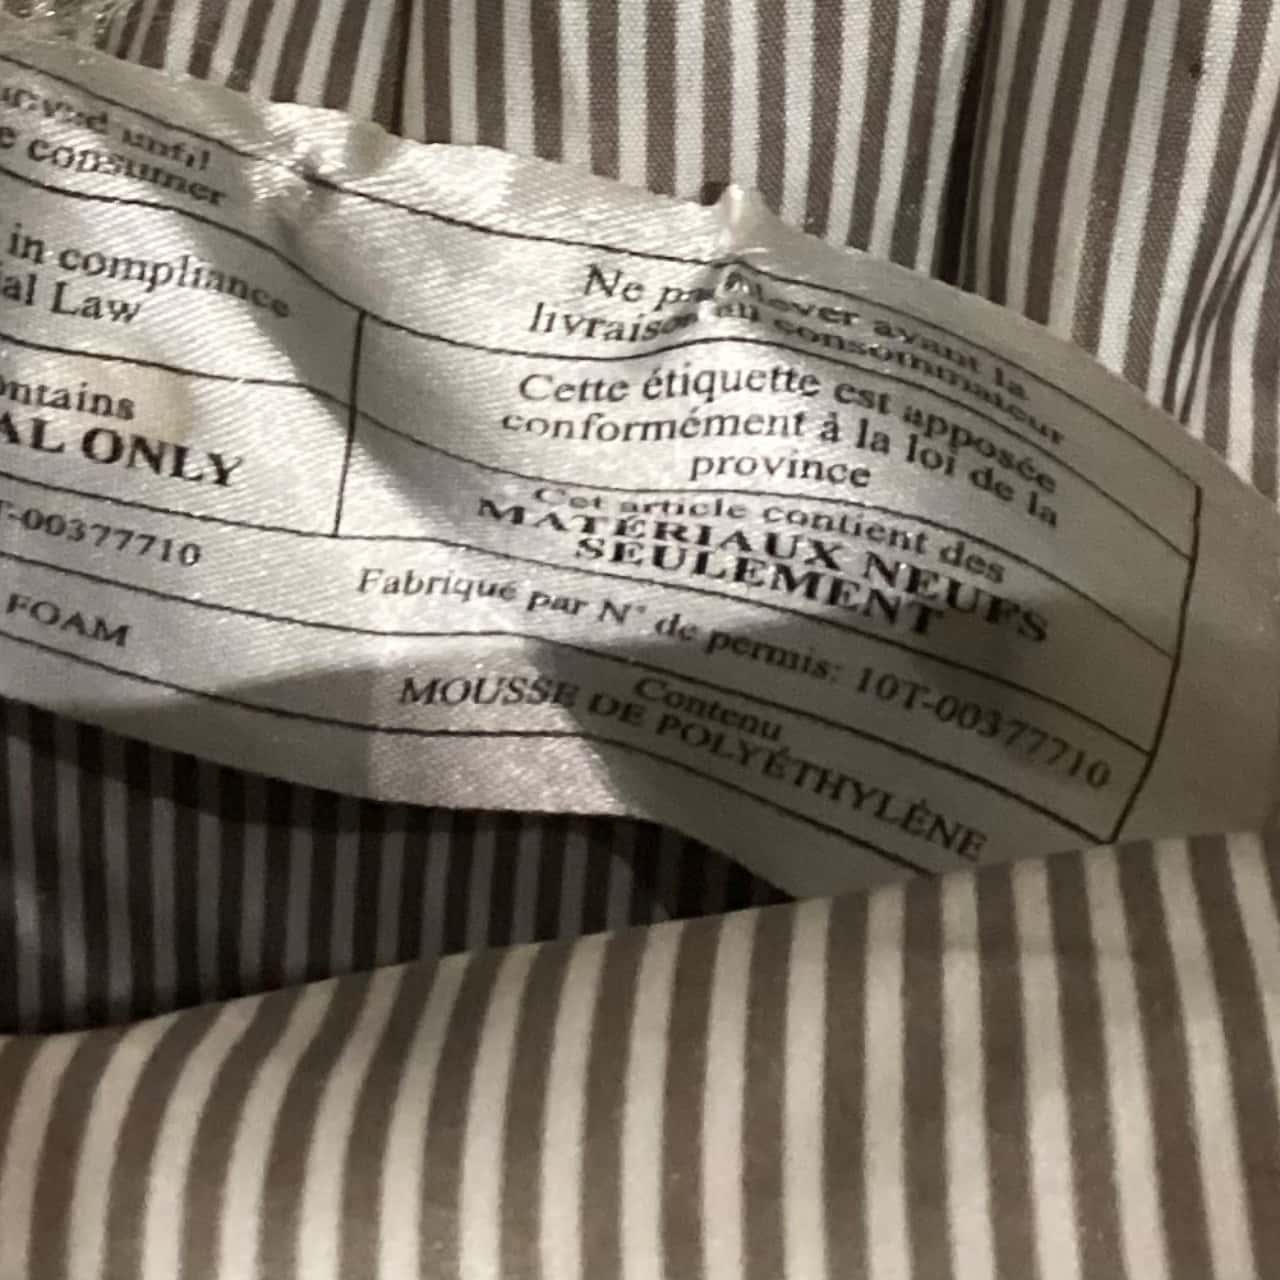 until
e consumer
in compliance
al Law
ontains
AL ONLY
T-00377710
FOAM
Ne pas enlever avant la
livraison au consommateur
Cette étiquette est apposée
conformément à la loi de la
province
Cet article contient des
MATÉRIAUX NEUFS
SEULEMENT
Fabriqué par N° de permis: 10T-00377710
Contenu
MOUSSE DE POLYÉTHYLÈNE